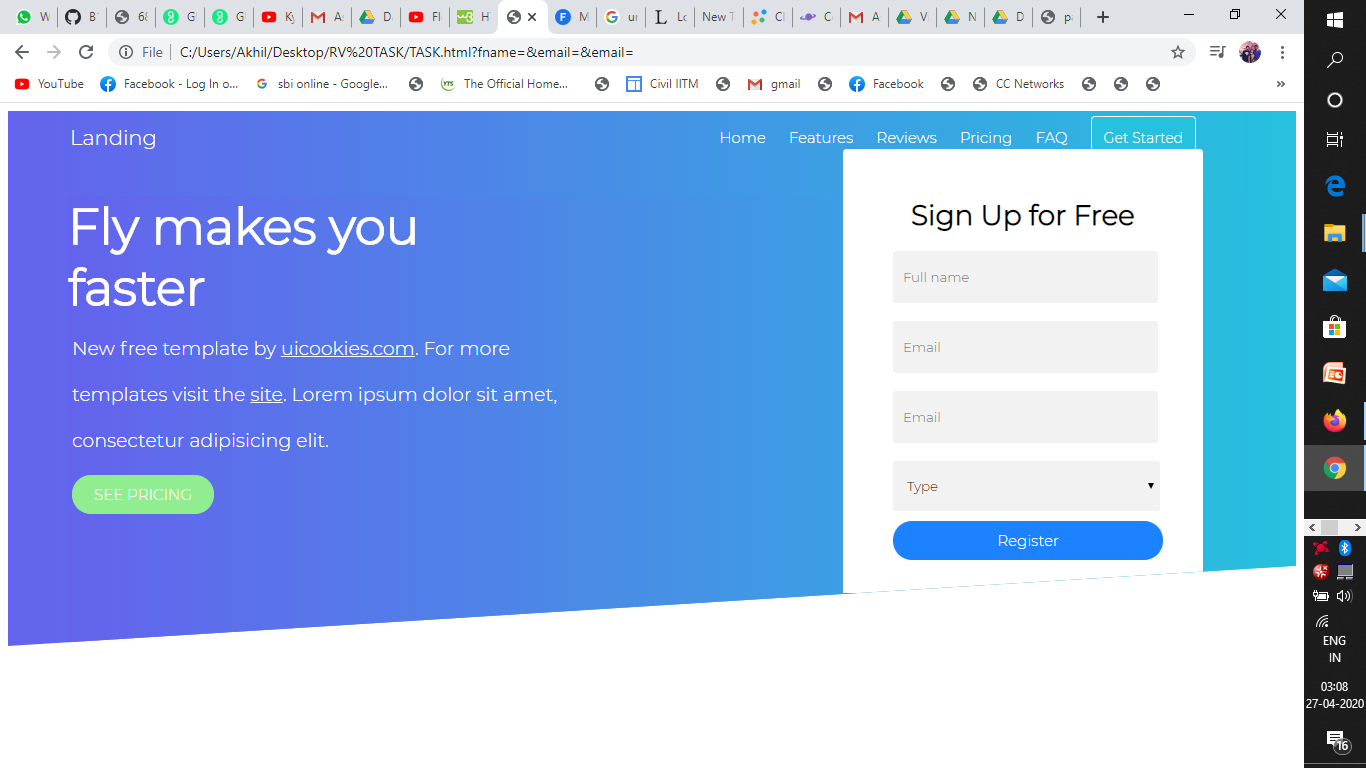 File
C:/Users/Akhil/Desktop/RV%20TASK/TASK.html?fname=&email=&email=
YouTube
Facebook - Log In o...
sbi online - Google...
The Official Home...
Civil IITM
gmail
Facebook
CC Networks
»
Landing
Home
Features
Reviews
Pricing
FAQ
Get Started
Fly makes you
faster
New free template by uicookies.com. For more
templates visit the site. Lorem ipsum dolor sit amet,
consectetur adipisicing elit.
SEE PRICING
Sign Up for Free
Full name
Email
Email
Type
Register
ENG
IN
03:08
27-04-2020
16